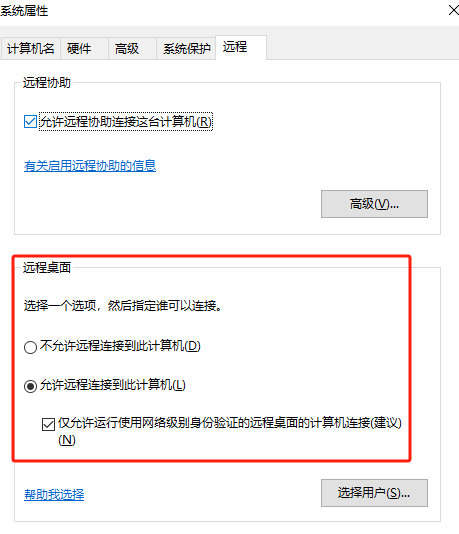 系统属性
计算机名 硬件 高级 系统保护 远程
远程协助
允许远程协助连接这台计算机(R)
有关启用远程协助的信息
高级(V)...
远程桌面
选择一个选项，然后指定谁可以连接。
不允许远程连接到此计算机(D)
允许远程连接到此计算机(L)
仅允许运行使用网络级别身份验证的远程桌面的计算机连接(建议)
(N)
帮助我选择
选择用户(S)...